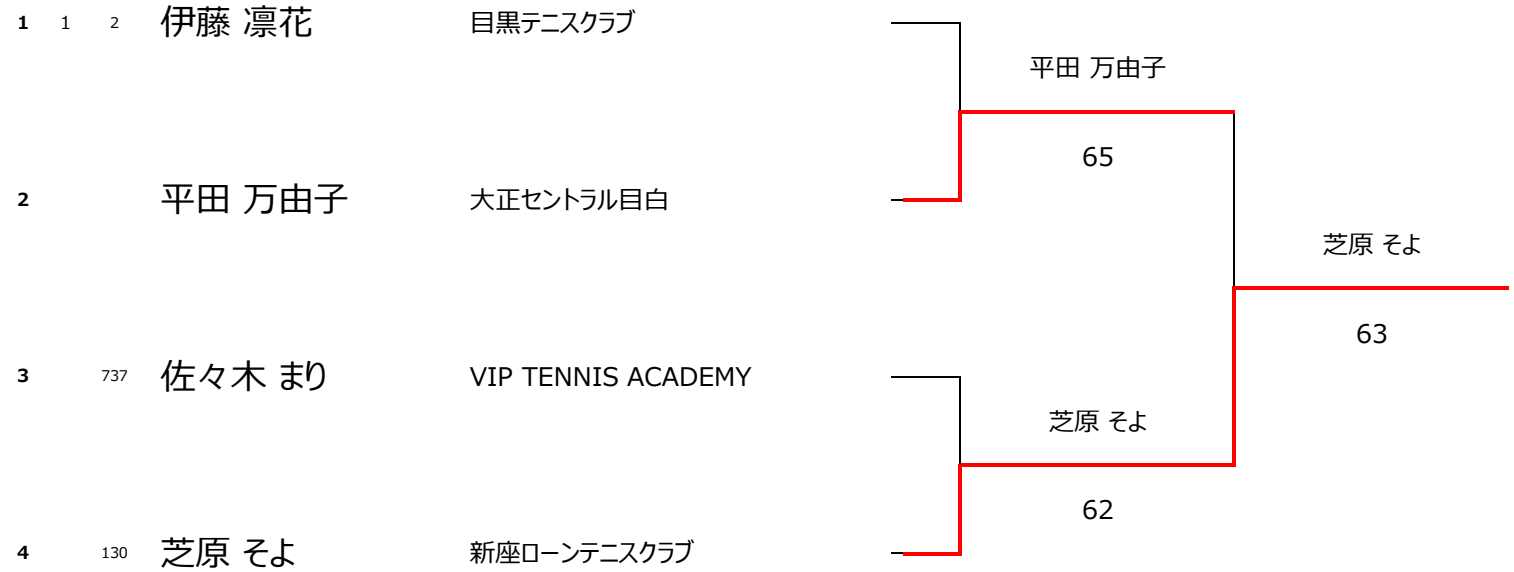 1 1 2 伊藤 凛花 目黒テニスクラブ
平田 万由子
65
2 平田 万由子 大正セントラル目白
芝原 そよ
63
3 737 佐々木 まり VIP TENNIS ACADEMY
芝原 そよ
62
4 130 芝原 そよ 新座ローンテニスクラブ